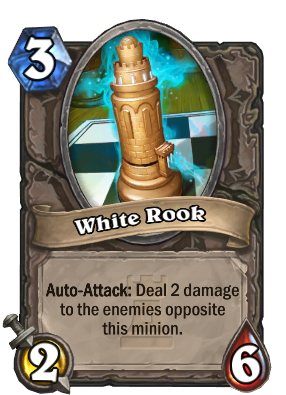 3
White Rook
Auto-Attack: Deal 2 damage
to the enemies opposite
this minion.
2
6